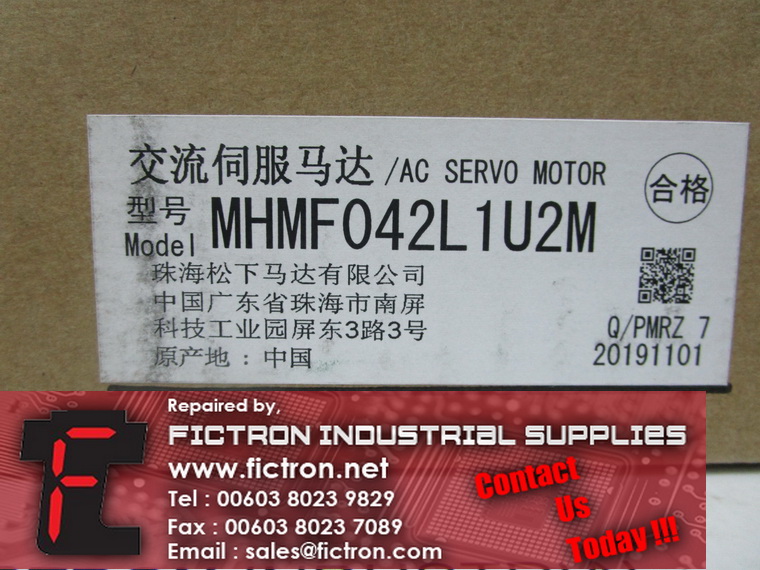 交流伺服马达/AC SERVO MOTOR
合格
型号
Model MHMF042L1U2M
珠海松下马达有限公司
中国广东省珠海市南屏
科技工业园屏东3路3号
原产地：中国
Q/PMRZ 7
20191101
Repaired by,
FICTRON INDUSTRIAL SUPPLIES
www.fictron.net
Tel : 00603 8023 9829
Fax : 00603 8023 7089
Email : sales@fictron.com
Contact
Us
Today !!!